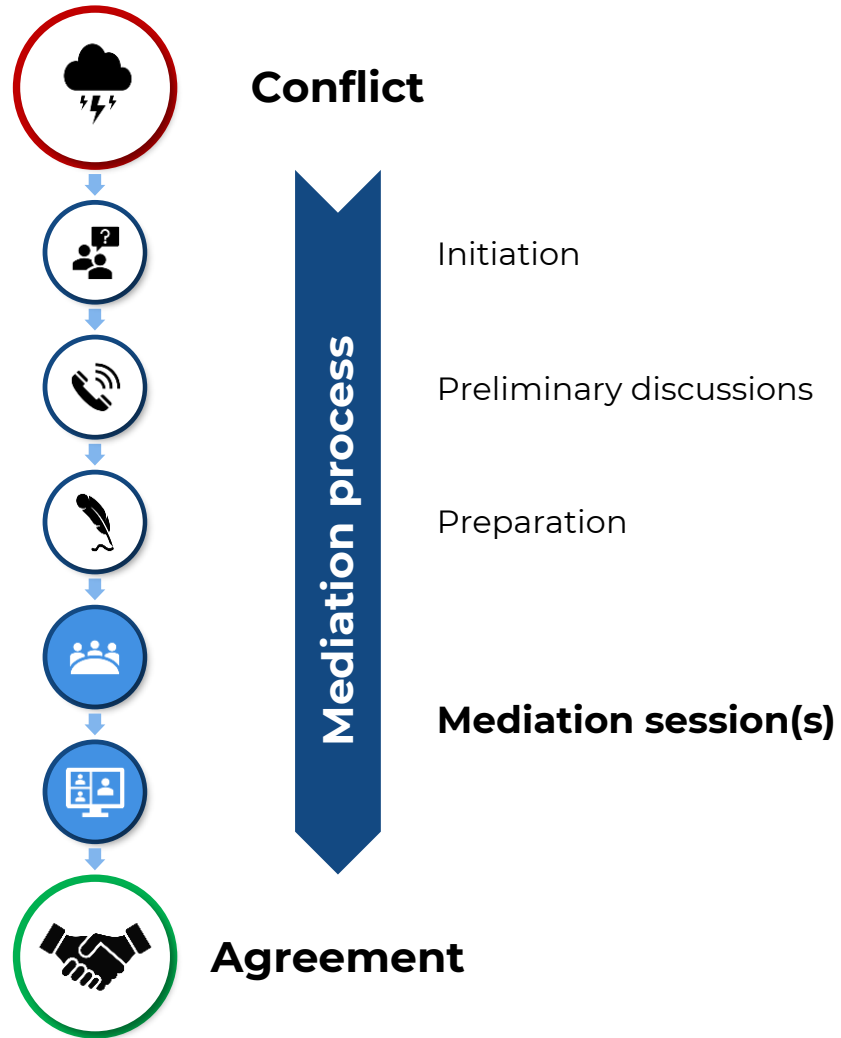 Conflict
Initiation
Preliminary discussions
Mediation process
Preparation
Mediation session(s)
Agreement
?